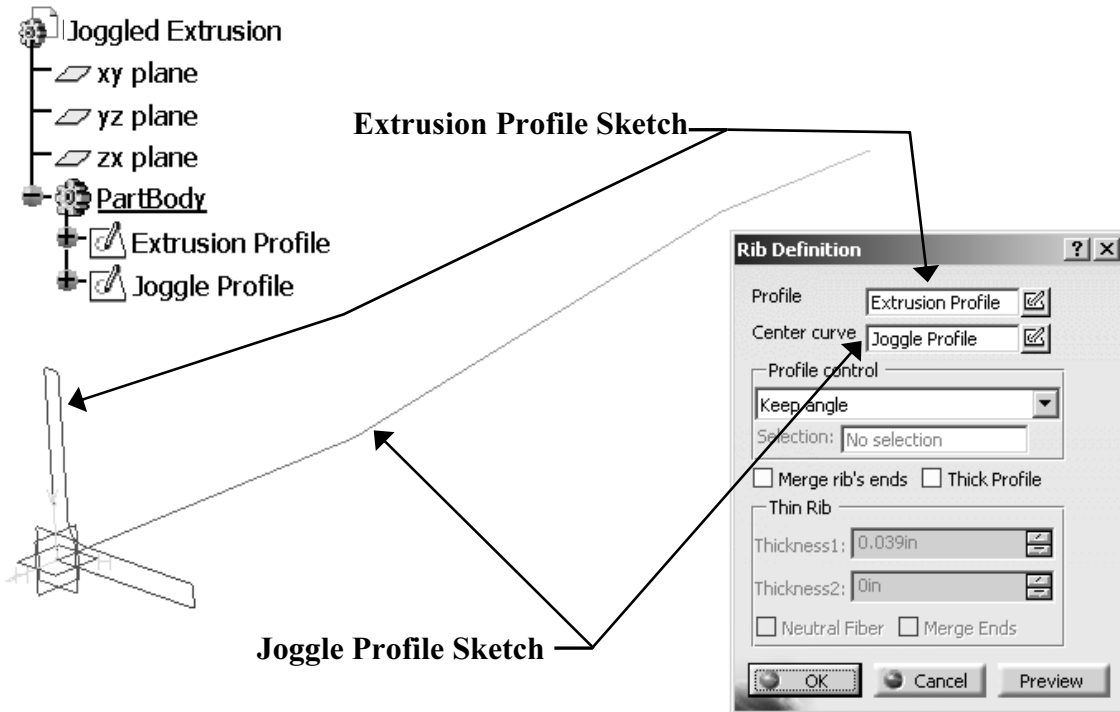 Joggled Extrusion
xy plane
yz plane
zx plane
PartBody
Extrusion Profile
Joggle Profile
Extrusion Profile Sketch
Joggle Profile Sketch
Rib Definition
Profile
Extrusion Profile
Center curve
Joggle Profile
Profile control
Keep angle
Selection: No selection
Merge rib's ends
Thick Profile
Thin Rib
Thickness1: 0.039in
Thickness2: 0in
Neutral Fiber
Merge Ends
OK
Cancel
Preview